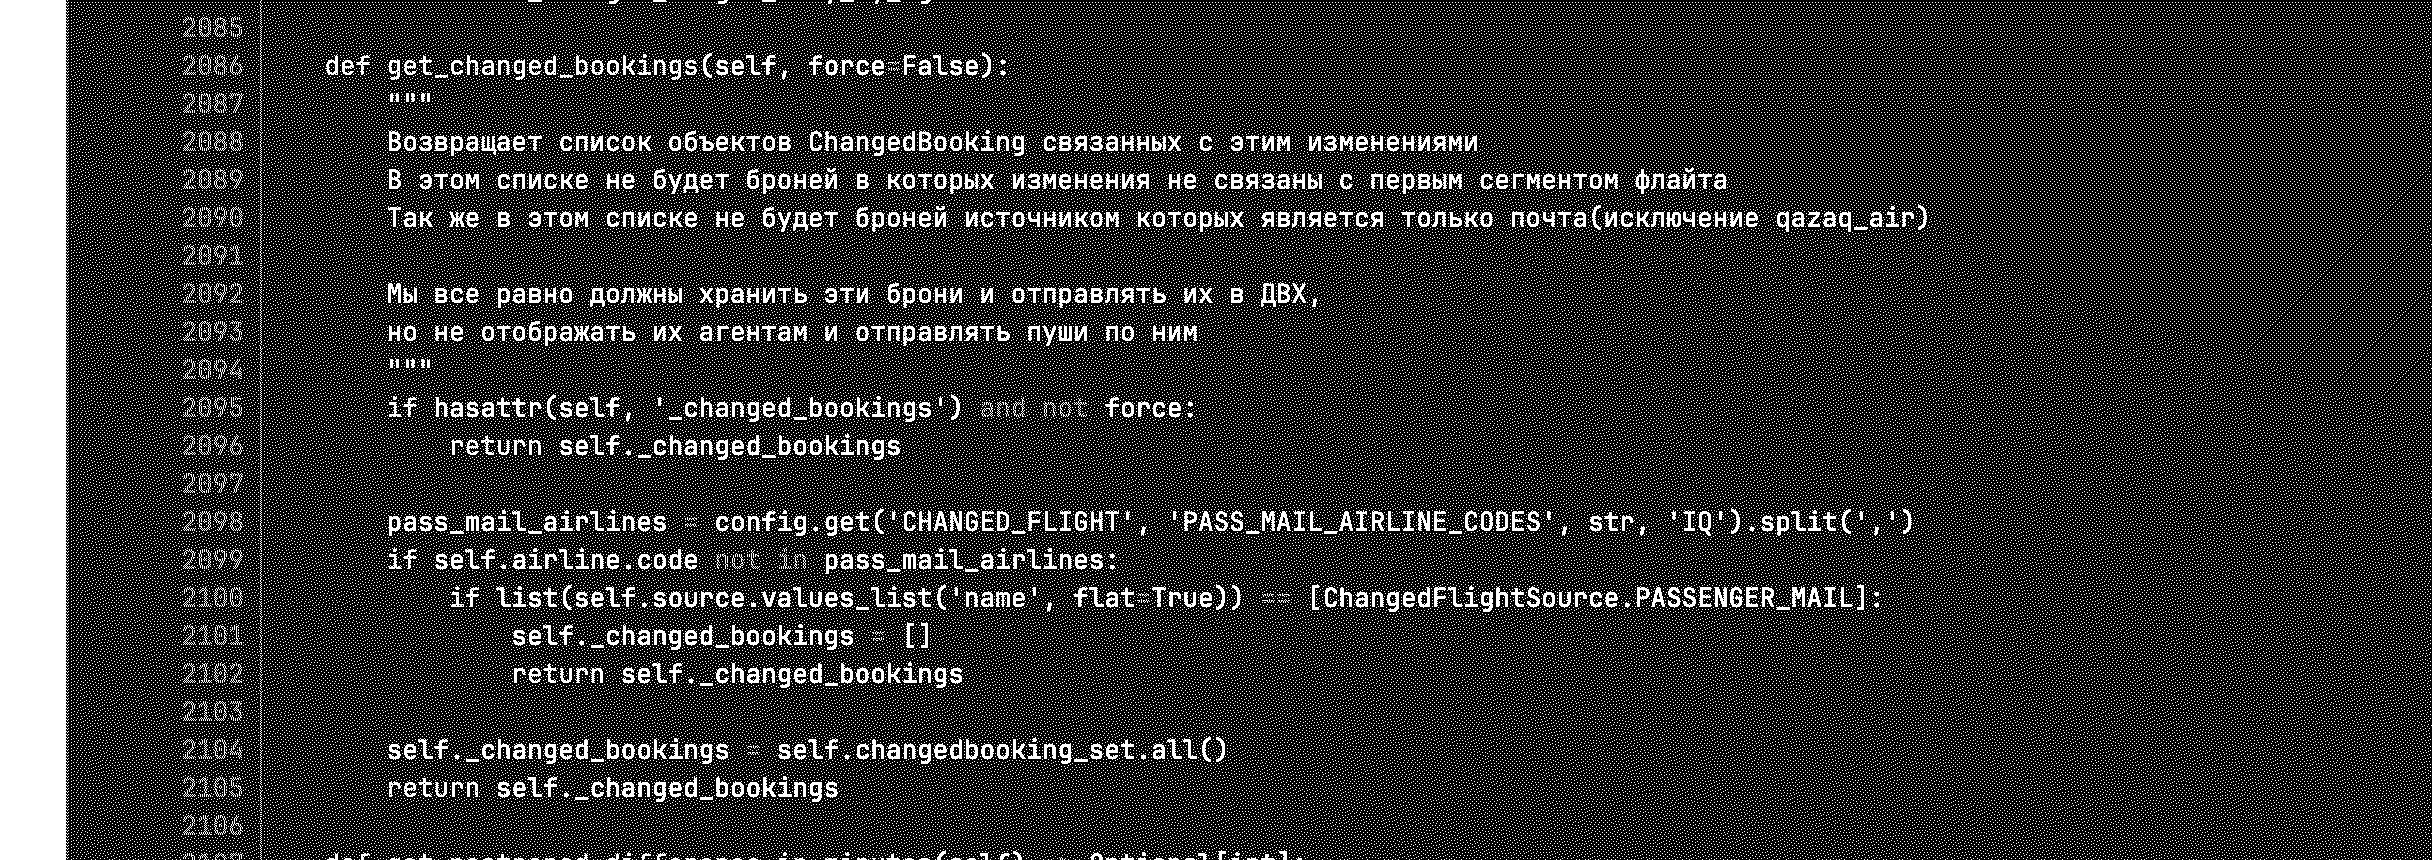 2085
2086 def get_changed_bookings(self, force=False):
2087 """
2088 Возвращает список объектов ChangedBooking связанных с этим изменениями
2089 В этом списке не будет броней в которых изменения не связаны с первым сегментом флайта
2090 Так же в этом списке не будет броней источником которых является только почта(исключение qazaq_air)
2091
2092 Мы все равно должны хранить эти брони и отправлять их в ДВХ,
2093 но не отображать их агентам и отправлять пуши по ним
2094 """
2095 if hasattr(self, '_changed_bookings') and not force:
2096 return self._changed_bookings
2097
2098 pass_mail_airlines = config.get('CHANGED_FLIGHT', 'PASS_MAIL_AIRLINE_CODES', str, 'IQ').split(',')
2099 if self.airline.code not in pass_mail_airlines:
2100 if list(self.source.values_list('name', flat=True)) == [ChangedFlightSource.PASSENGER_MAIL]:
2101 self._changed_bookings = []
2102 return self._changed_bookings
2103
2104 self._changed_bookings = self.changedbooking_set.all()
2105 return self._changed_bookings
2106